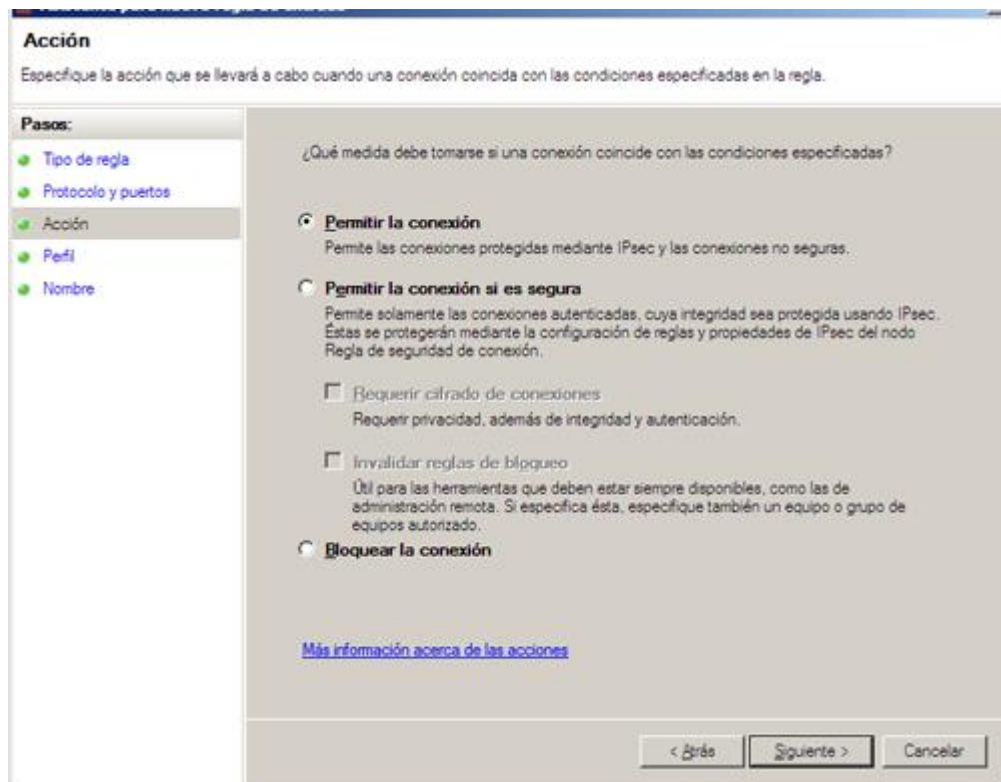 Acción
Especifique la acción que se llevará a cabo cuando una conexión coincida con las condiciones especificadas en la regla.
Pasos:
Tipo de regla
Protocolo y puertos
Acción
Perfil
Nombre
¿Qué medida debe tomarse si una conexión coincide con las condiciones especificadas?
Permitir la conexión
Permite las conexiones protegidas mediante IPsec y las conexiones no seguras.
Permitir la conexión si es segura
Permite solamente las conexiones autenticadas, cuya integridad sea protegida usando IPsec.
Éstas se protegerán mediante la configuración de reglas y propiedades de IPsec del nodo
Regla de seguridad de conexión.
Requerir cifrado de conexiones
Requerir privacidad, además de integridad y autenticación.
Invalidar reglas de bloqueo
Útil para las herramientas que deben estar siempre disponibles, como las de
administración remota. Si especifica ésta, especifique también un equipo o grupo de
equipos autorizado.
Bloquear la conexión
Más información acerca de las acciones
< Atrás
Siguiente >
Cancelar